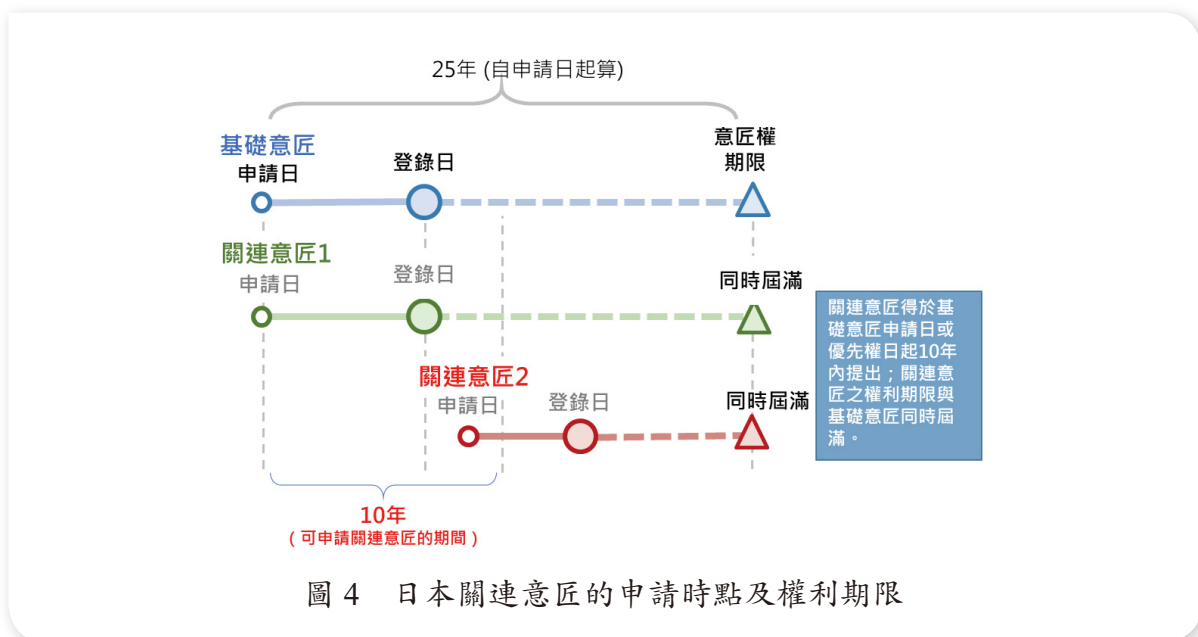 25年 (自申請日起算)
基礎意匠
申請日
登錄日
意匠權
期限
關連意匠1
申請日
登錄日
同時屆滿
關連意匠得於基
礎意匠申請日或
優先權日起10年
內提出；關連意
匠之權利期限與
基礎意匠同時屆
滿。
關連意匠2
申請日
登錄日
同時屆滿
10年
（可申請關連意匠的期間）
圖 4 日本關連意匠的申請時點及權利期限